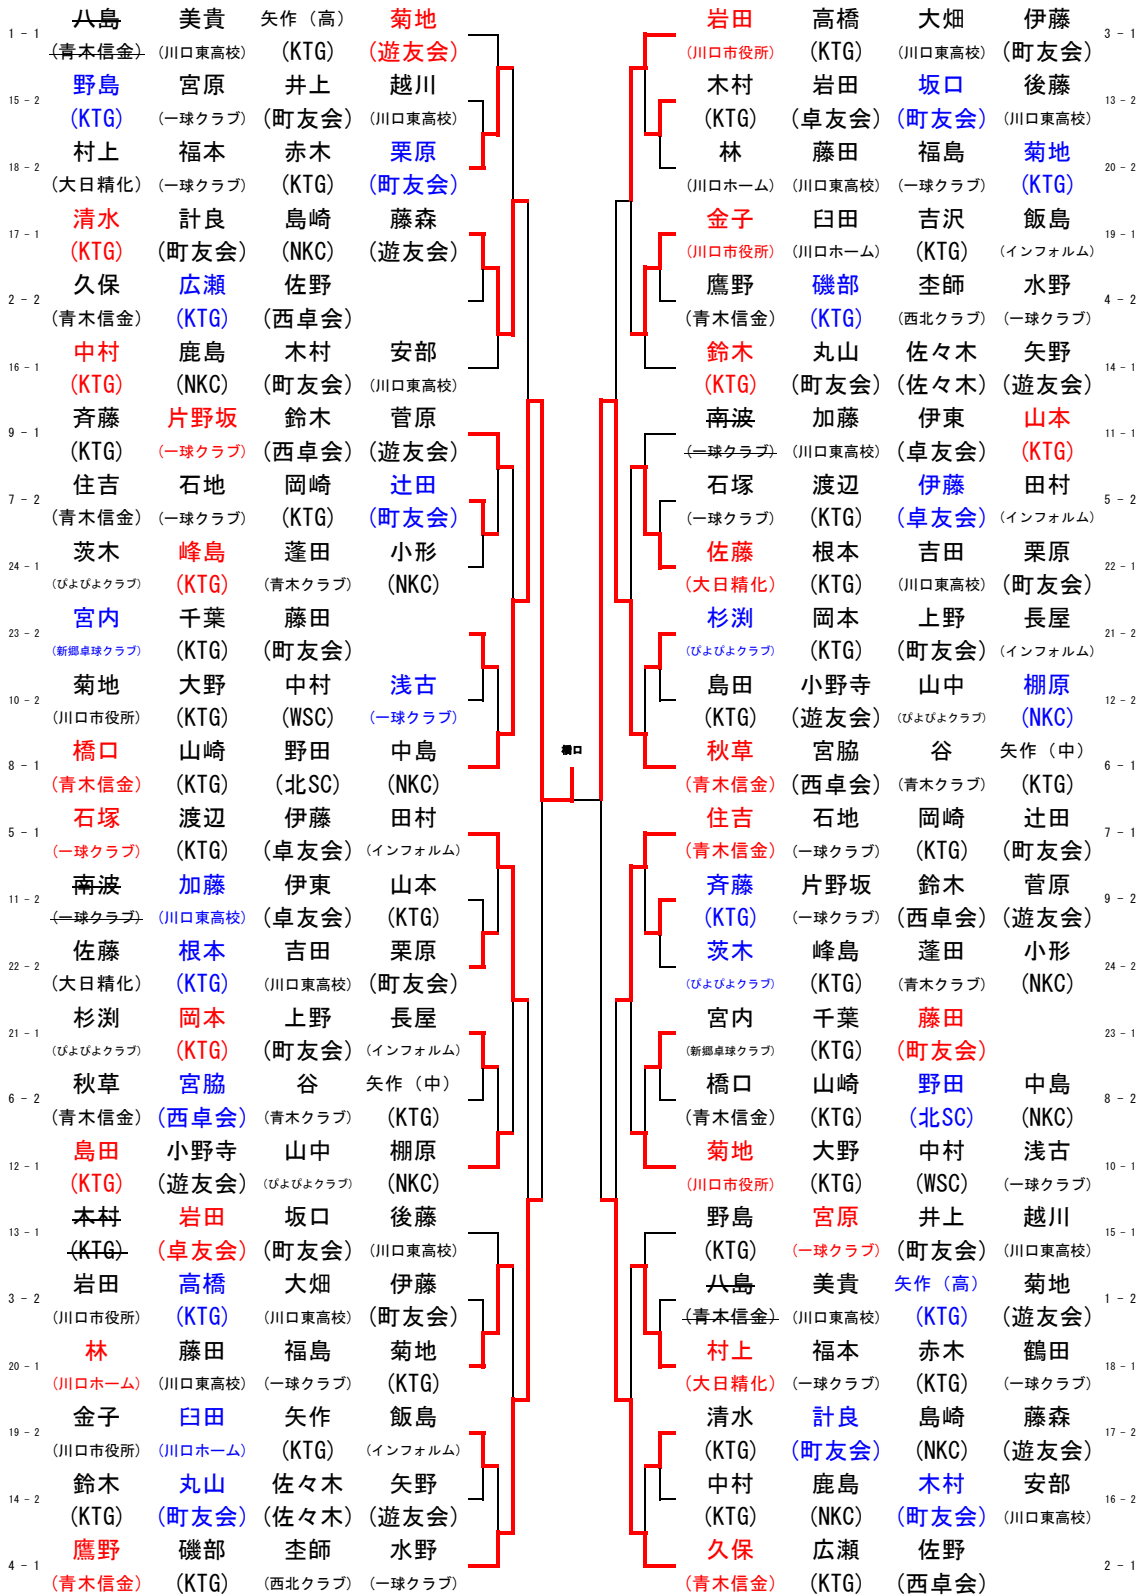 1 - 1 八島 美貴 矢作（高） 菊地
(青木信金) (川口東高校) (KTG) (遊友会)
15 - 2 野島 宮原 井上 越川
(KTG) (一球クラブ) (町友会) (川口東高校)
18 - 2 村上 福本 赤木 栗原
(大日精化) (一球クラブ) (KTG) (町友会)
17 - 1 清水 計良 島崎 藤森
(KTG) (町友会) (NKC) (遊友会)
2 - 2 久保 広瀬 佐野
(青木信金) (KTG) (西卓会)
16 - 1 中村 鹿島 木村 安部
(KTG) (NKC) (町友会) (川口東高校)
9 - 1 斉藤 片野坂 鈴木 菅原
(KTG) (一球クラブ) (西卓会) (遊友会)
7 - 2 住吉 石地 岡崎 辻田
(青木信金) (一球クラブ) (KTG) (町友会)
24 - 1 茨木 峰島 蓬田 小形
(ぴよぴよクラブ) (KTG) (青木クラブ) (NKC)
23 - 2 宮内 千葉 藤田
(新郷卓球クラブ) (KTG) (町友会)
10 - 2 菊地 大野 中村 浅古
(川口市役所) (KTG) (WSC) (一球クラブ)
8 - 1 橋口 山崎 野田 中島
(青木信金) (KTG) (北SC) (NKC)
5 - 1 石塚 渡辺 伊藤 田村
(一球クラブ) (KTG) (卓友会) (インフォルム)
11 - 2 南波 加藤 伊東 山本
(一球クラブ) (川口東高校) (卓友会) (KTG)
22 - 2 佐藤 根本 吉田 栗原
(大日精化) (KTG) (川口東高校) (町友会)
21 - 1 杉渕 岡本 上野 長屋
(ぴよぴよクラブ) (KTG) (町友会) (インフォルム)
6 - 2 秋草 宮脇 谷 矢作（中）
(青木信金) (西卓会) (青木クラブ) (KTG)
12 - 1 島田 小野寺 山中 棚原
(KTG) (遊友会) (ぴよぴよクラブ) (NKC)
13 - 1 木村 岩田 坂口 後藤
(KTG) (卓友会) (町友会) (川口東高校)
3 - 2 岩田 高橋 大畑 伊藤
(川口市役所) (KTG) (川口東高校) (町友会)
20 - 1 林 藤田 福島 菊地
(川口ホーム) (川口東高校) (一球クラブ) (KTG)
19 - 2 金子 臼田 矢作 飯島
(川口市役所) (川口ホーム) (KTG) (インフォルム)
14 - 2 鈴木 丸山 佐々木 矢野
(KTG) (町友会) (佐々木) (遊友会)
4 - 1 鷹野 磯部 杢師 水野
(青木信金) (KTG) (西北クラブ) (一球クラブ)
橋口
岩田 高橋 大畑 伊藤 3 - 1
(川口市役所) (KTG) (川口東高校) (町友会)
木村 岩田 坂口 後藤 13 - 2
(KTG) (卓友会) (町友会) (川口東高校)
林 藤田 福島 菊地 20 - 2
(川口ホーム) (川口東高校) (一球クラブ) (KTG)
金子 臼田 吉沢 飯島 19 - 1
(川口市役所) (川口ホーム) (KTG) (インフォルム)
鷹野 磯部 杢師 水野 4 - 2
(青木信金) (KTG) (西北クラブ) (一球クラブ)
鈴木 丸山 佐々木 矢野 14 - 1
(KTG) (町友会) (佐々木) (遊友会)
南波 加藤 伊東 山本 11 - 1
(一球クラブ) (川口東高校) (卓友会) (KTG)
石塚 渡辺 伊藤 田村 5 - 2
(一球クラブ) (KTG) (卓友会) (インフォルム)
佐藤 根本 吉田 栗原 22 - 1
(大日精化) (KTG) (川口東高校) (町友会)
杉渕 岡本 上野 長屋 21 - 2
(ぴよぴよクラブ) (KTG) (町友会) (インフォルム)
島田 小野寺 山中 棚原 12 - 2
(KTG) (遊友会) (ぴよぴよクラブ) (NKC)
秋草 宮脇 谷 矢作（中） 6 - 1
(青木信金) (西卓会) (青木クラブ) (KTG)
住吉 石地 岡崎 辻田 7 - 1
(青木信金) (一球クラブ) (KTG) (町友会)
斉藤 片野坂 鈴木 菅原 9 - 2
(KTG) (一球クラブ) (西卓会) (遊友会)
茨木 峰島 蓬田 小形 24 - 2
(ぴよぴよクラブ) (KTG) (青木クラブ) (NKC)
宮内 千葉 藤田 23 - 1
(新郷卓球クラブ) (KTG) (町友会)
橋口 山崎 野田 中島 8 - 2
(青木信金) (KTG) (北SC) (NKC)
菊地 大野 中村 浅古 10 - 1
(川口市役所) (KTG) (WSC) (一球クラブ)
野島 宮原 井上 越川 15 - 1
(KTG) (一球クラブ) (町友会) (川口東高校)
八島 美貴 矢作（高） 菊地 1 - 2
(青木信金) (川口東高校) (KTG) (遊友会)
村上 福本 赤木 鶴田 18 - 1
(大日精化) (一球クラブ) (KTG) (一球クラブ)
清水 計良 島崎 藤森 17 - 2
(KTG) (町友会) (NKC) (遊友会)
中村 鹿島 木村 安部 16 - 2
(KTG) (NKC) (町友会) (川口東高校)
久保 広瀬 佐野 2 - 1
(青木信金) (KTG) (西卓会)